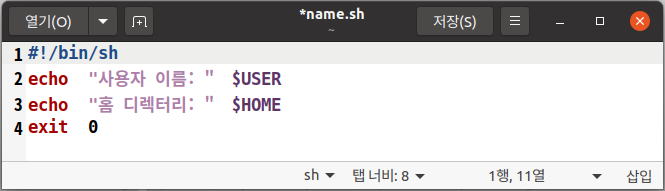 열기(O) *name.sh 저장(S)
~
1 #!/bin/sh
2 echo "사용자 이름: " $USER
3 echo "홈 디렉터리: " $HOME
4 exit 0
sh 탭 너비: 8 1행, 11열 삽입